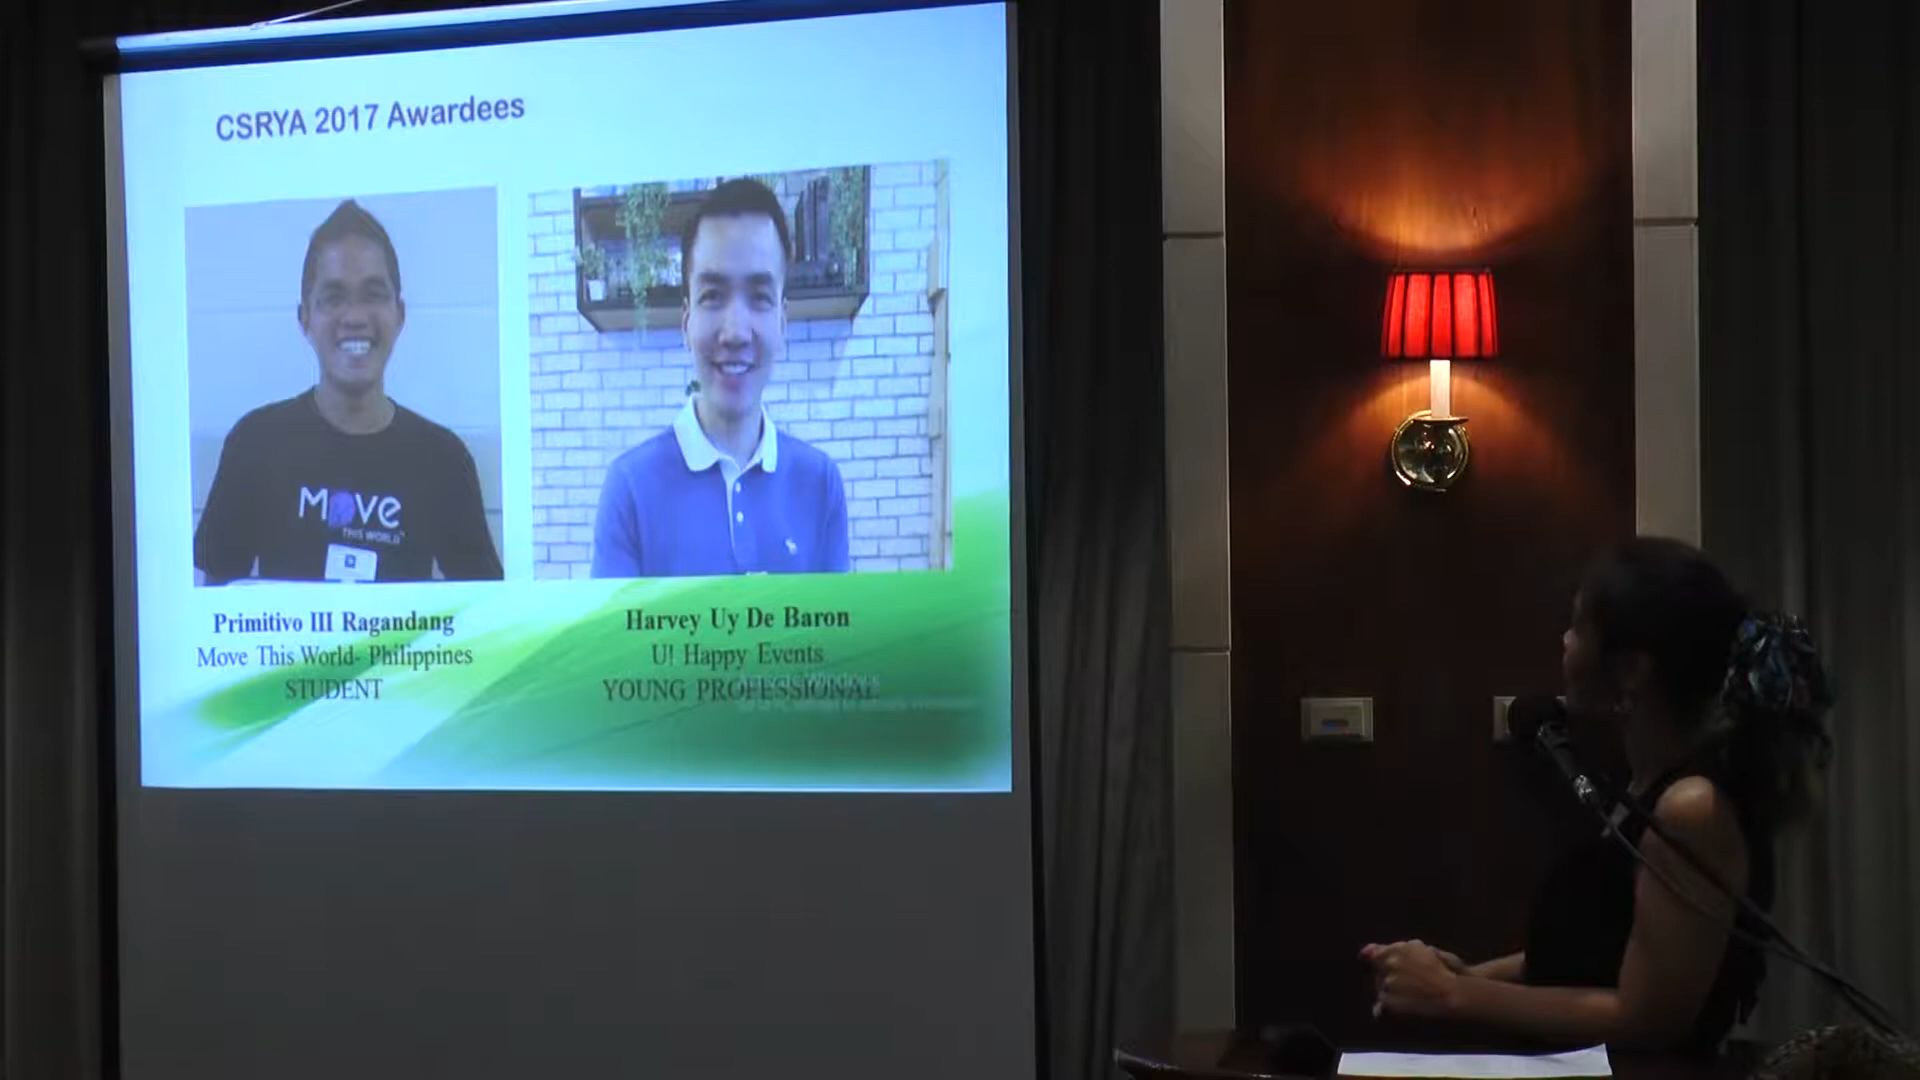 CSRYA 2017 Awardees
Move
THIS WORLD
Primitivo III Ragandang
Move This World- Philippines
STUDENT
Harvey Uy De Baron
U! Happy Events
YOUNG PROFESSIONAL